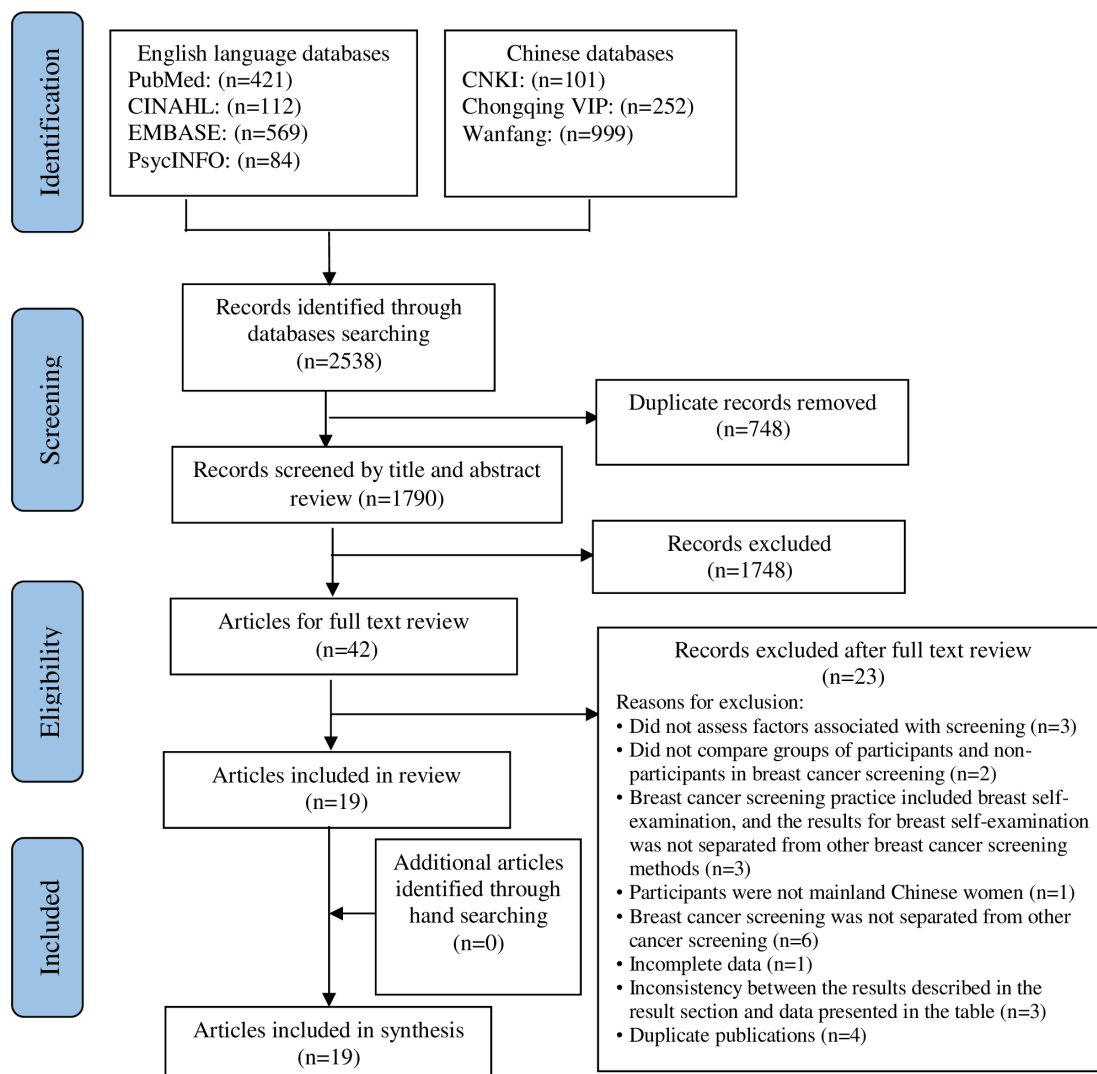 Identification
English language databases
PubMed: (n=421)
CINAHL: (n=112)
EMBASE: (n=569)
PsycINFO: (n=84)
Chinese databases
CNKI: (n=101)
Chongqing VIP: (n=252)
Wanfang: (n=999)
Records identified through
databases searching
(n=2538)
Screening
Duplicate records removed
(n=748)
Records screened by title and abstract
review (n=1790)
Records excluded
(n=1748)
Eligibility
Articles for full text review
(n=42)
Records excluded after full text review
(n=23)
Reasons for exclusion:
• Did not assess factors associated with screening (n=3)
• Did not compare groups of participants and non-
participants in breast cancer screening (n=2)
• Breast cancer screening practice included breast self-
examination, and the results for breast self-examination
was not separated from other breast cancer screening
methods (n=3)
• Participants were not mainland Chinese women (n=1)
• Breast cancer screening was not separated from other
cancer screening (n=6)
• Incomplete data (n=1)
• Inconsistency between the results described in the
result section and data presented in the table (n=3)
• Duplicate publications (n=4)
Articles included in review
(n=19)
Included
Additional articles
identified through
hand searching
(n=0)
Articles included in synthesis
(n=19)